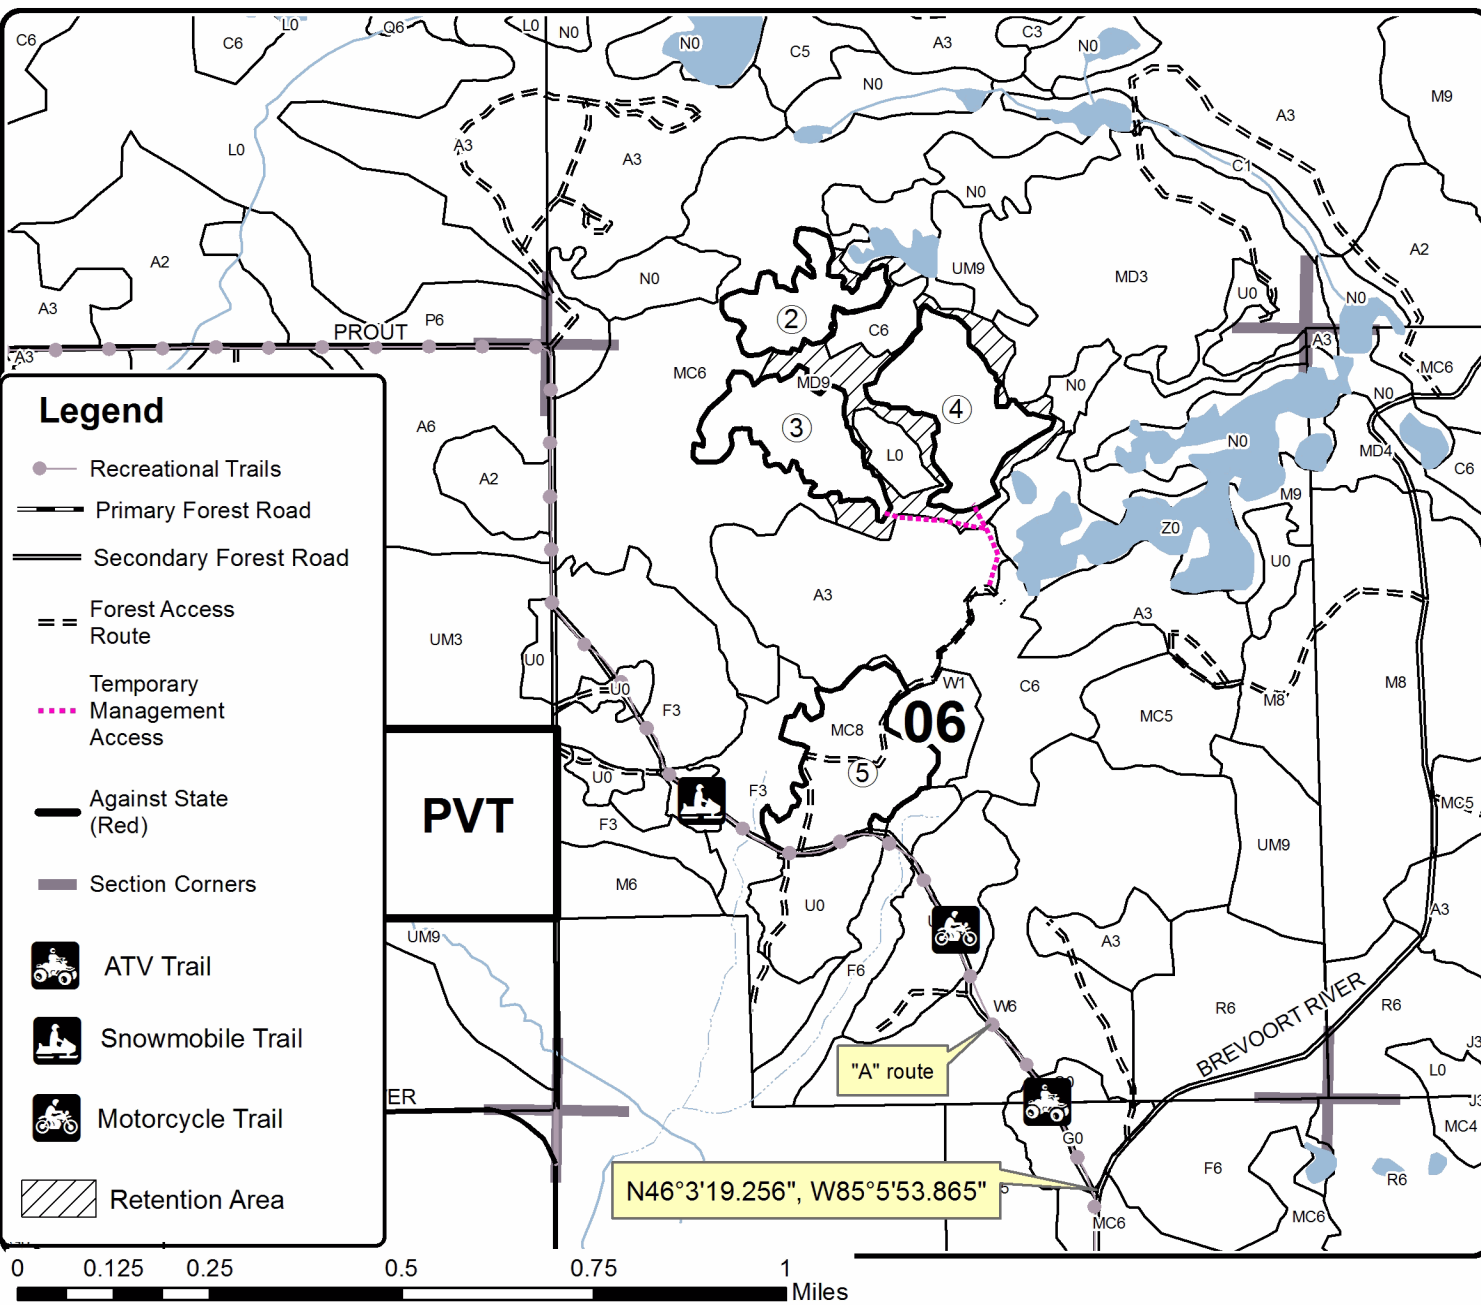 C6
C6
L0
Q6
L0
N0
N0
C5
A3
C3
N0
N0
M9
A3
L0
A3
A3
C1
N0
A2
A2
N0
UM9
MD3
U0
N0
A3
P6
PROUT
2
C6
A3
A3
MC6
MD9
MC6
N0
N0
4
3
A6
L0
N0
MD4
C6
A2
M9
Z0
U0
A3
A3
UM3
U0
U0
W1
C6
M8
M8
F3
MC8
06
MC5
5
U0
F3
MC5
PVT
F3
UM9
M6
U0
A3
UM9
A3
F6
W6
R6
R6
BREVOORT RIVER
"A" route
J3
L0
J3
ER
MC4
G0
F6
R6
N46°3'19.256", W85°5'53.865"
MC6
MC6
Legend
Recreational Trails
Primary Forest Road
Secondary Forest Road
Forest Access
Route
Temporary
Management
Access
Against State
(Red)
Section Corners
ATV Trail
Snowmobile Trail
Motorcycle Trail
Retention Area
0 0.125 0.25 0.5 0.75 1
Miles